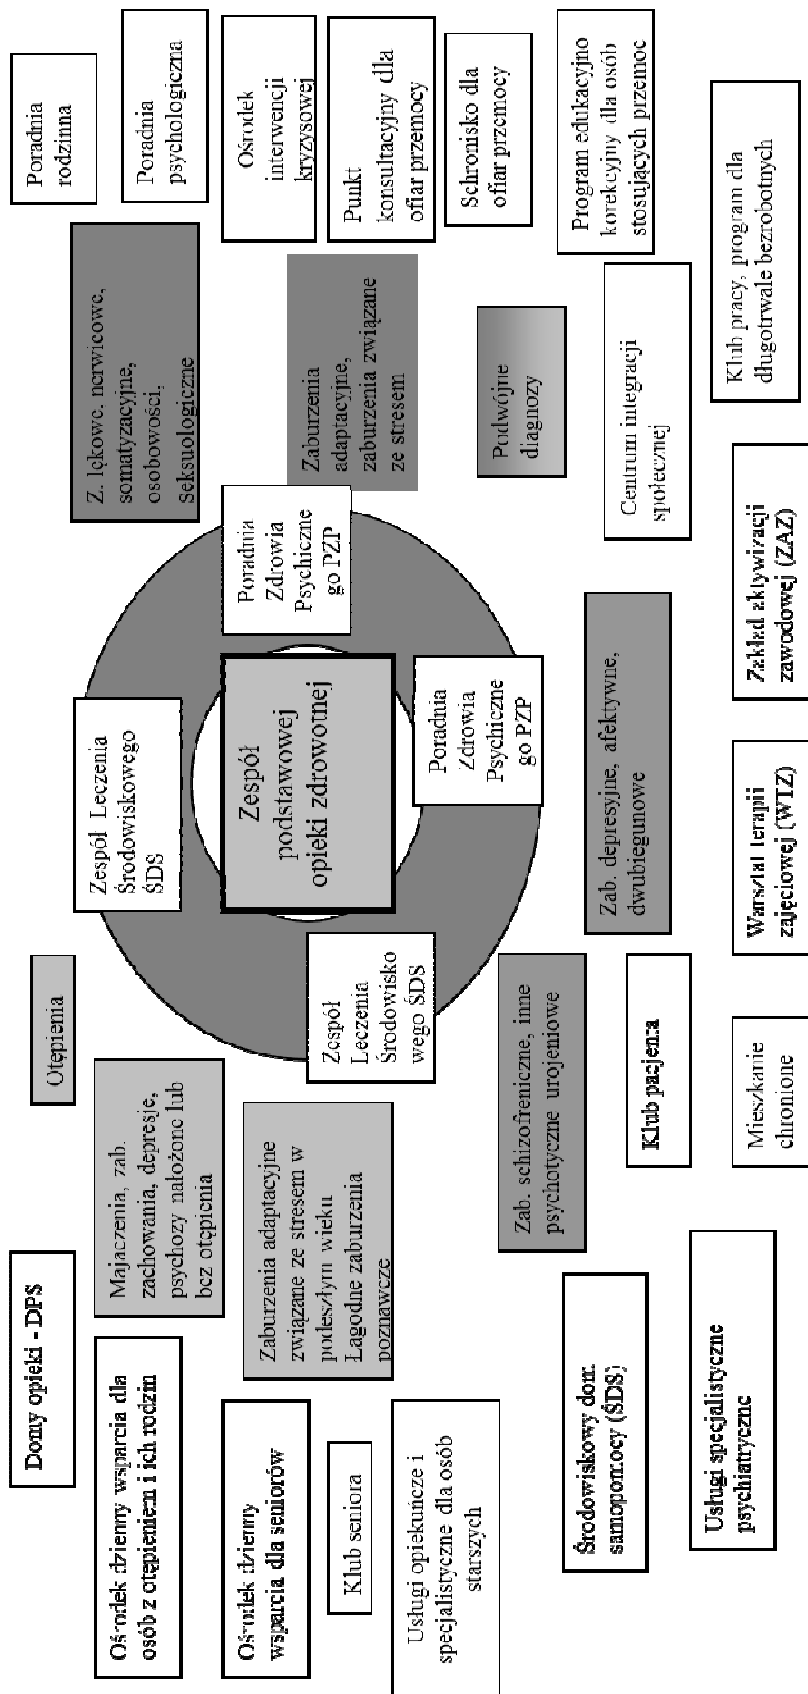 Domy opieki - DPS
Otępienia
Poradnia
rodzinna
Ośrodek dzienny wsparcia dla
osób z otępieniem i ich rodzin
Majaczenia, zab.
zachowania, depresje,
psychozy nałożone lub
bez otępienia
Zespół Leczenia
Środowiskowego
ŚDS
Z. lękowe, nerwicowe,
somatyzacyjne,
osobowości,
seksuologiczne
Poradnia
psychologiczna
Ośrodek dzienny
wsparcia dla seniorów
Zaburzenia adaptacyjne
związane ze stresem w
podeszłym wieku
Łagodne zaburzenia
poznawcze
Zespół
podstawowej
opieki zdrowotnej
Poradnia
Zdrowia
Psychiczne
go PZP
Ośrodek
interwencji
kryzysowej
Klub seniora
Zespół
Leczenia
Środowisko
wego ŚDS
Zaburzenia
adaptacyjne,
zaburzenia związane
ze stresem
Punkt
konsultacyjny dla
ofiar przemocy
Usługi opiekuńcze i
specjalistyczne dla osób
starszych
Poradnia
Zdrowia
Psychiczne
go PZP
Schronisko dla
ofiar przemocy
Podwójne
diagnozy
Zab. schizofreniczne, inne
psychotyczne urojeniowe
Program edukacyjno
korekcyjny dla osób
stosujących przemoc
Środowiskowy dom
samopomocy (ŚDS)
Zab. depresyjne, afektywne,
dwubiegunowe
Centrum integracji
społecznej
Klub pacjenta
Usługi specjalistyczne
psychiatryczne
Mieszkanie
chronione
Warsztat terapii
zajęciowej (WTZ)
Zakład aktywizacji
zawodowej (ZAZ)
Klub pracy, program dla
długotrwale bezrobotnych